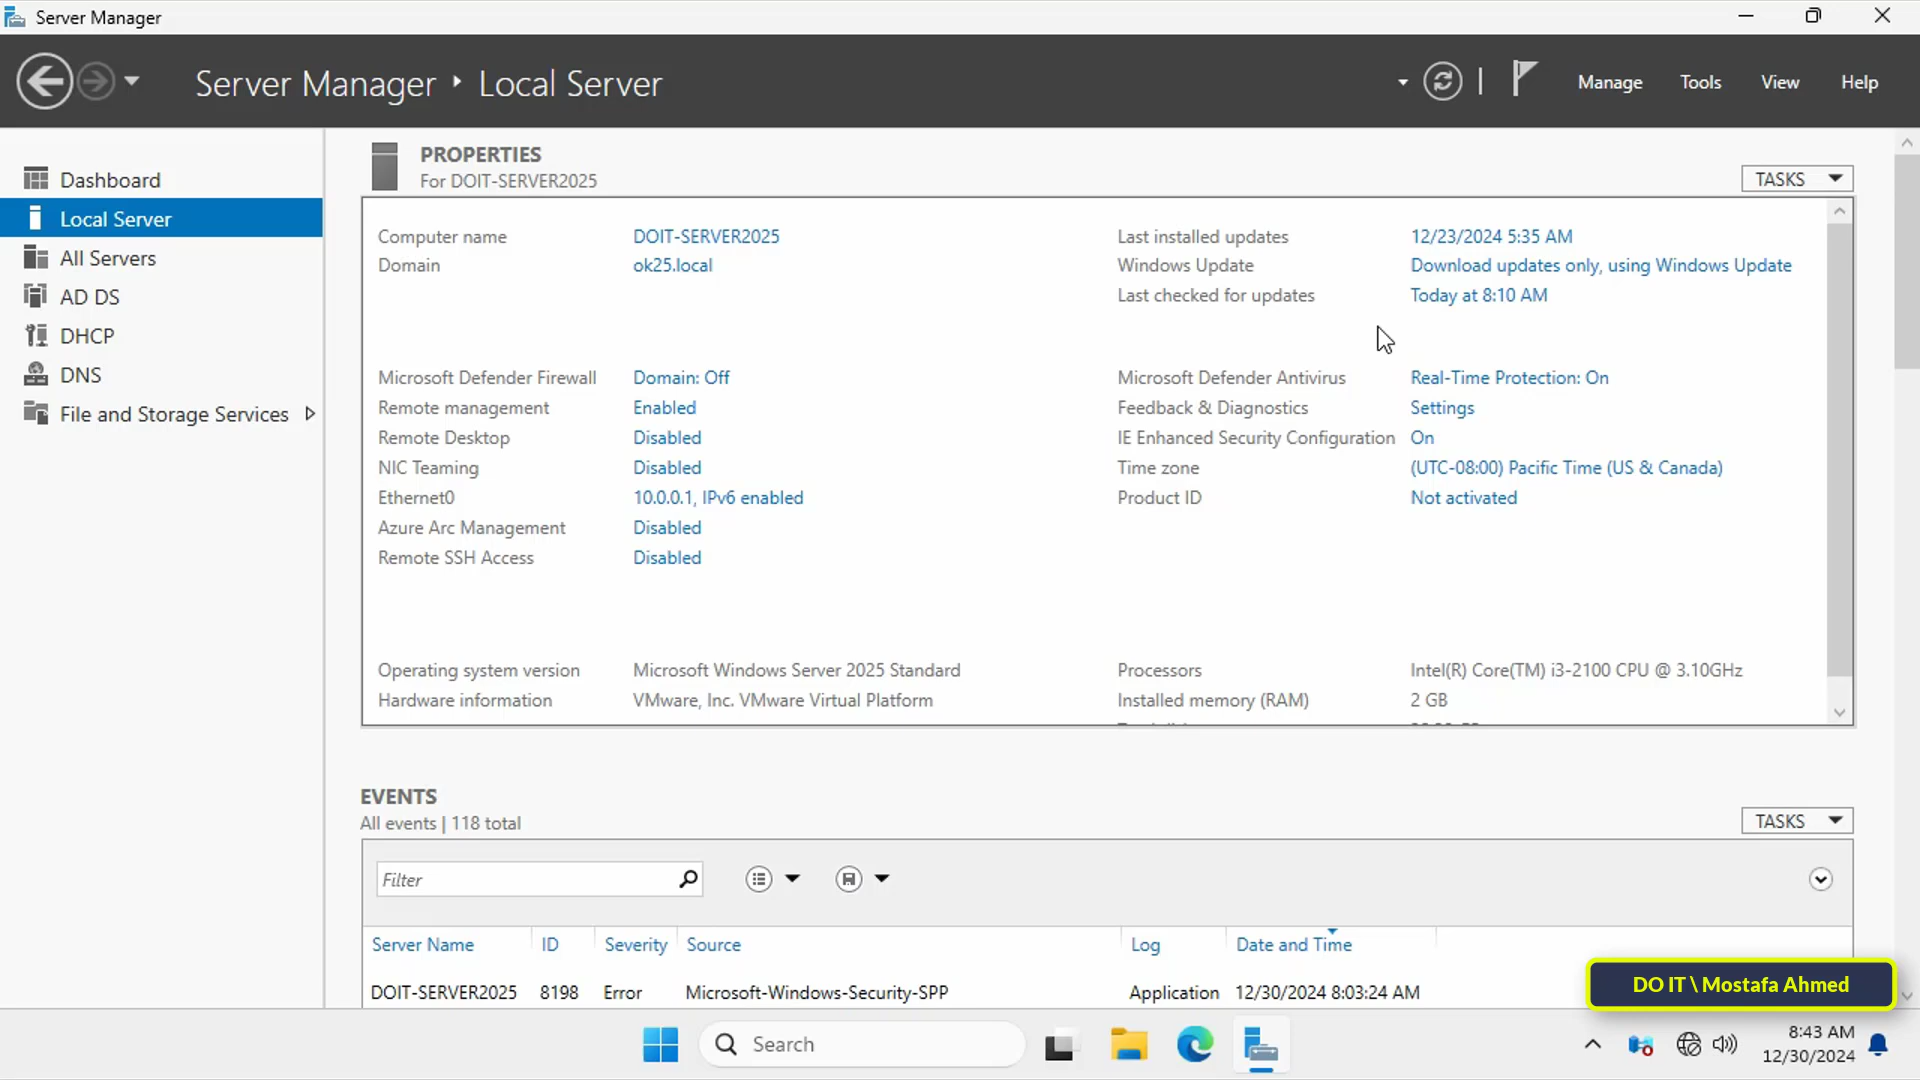 Server Manager
Server Manager ‣ Local Server
Manage Tools View Help
Dashboard
Local Server
All Servers
AD DS
DHCP
DNS
File and Storage Services
PROPERTIES
For DOIT-SERVER2025
TASKS
Computer name DOIT-SERVER2025
Domain ok25.local
Last installed updates 12/23/2024 5:35 AM
Windows Update Download updates only, using Windows Update
Last checked for updates Today at 8:10 AM
Microsoft Defender Firewall Domain: Off
Remote management Enabled
Remote Desktop Disabled
NIC Teaming Disabled
Ethernet0 10.0.0.1, IPv6 enabled
Azure Arc Management Disabled
Remote SSH Access Disabled
Microsoft Defender Antivirus Real-Time Protection: On
Feedback & Diagnostics Settings
IE Enhanced Security Configuration On
Time zone (UTC-08:00) Pacific Time (US & Canada)
Product ID Not activated
Operating system version Microsoft Windows Server 2025 Standard
Hardware information VMware, Inc. VMware Virtual Platform
Processors Intel(R) Core(TM) i3-2100 CPU @ 3.10GHz
Installed memory (RAM) 2 GB
EVENTS
All events | 118 total
TASKS
Filter
Server Name ID Severity Source Log Date and Time
DOIT-SERVER2025 8198 Error Microsoft-Windows-Security-SPP Application 12/30/2024 8:03:24 AM
DO IT \ Mostafa Ahmed
Search
8:43 AM
12/30/2024